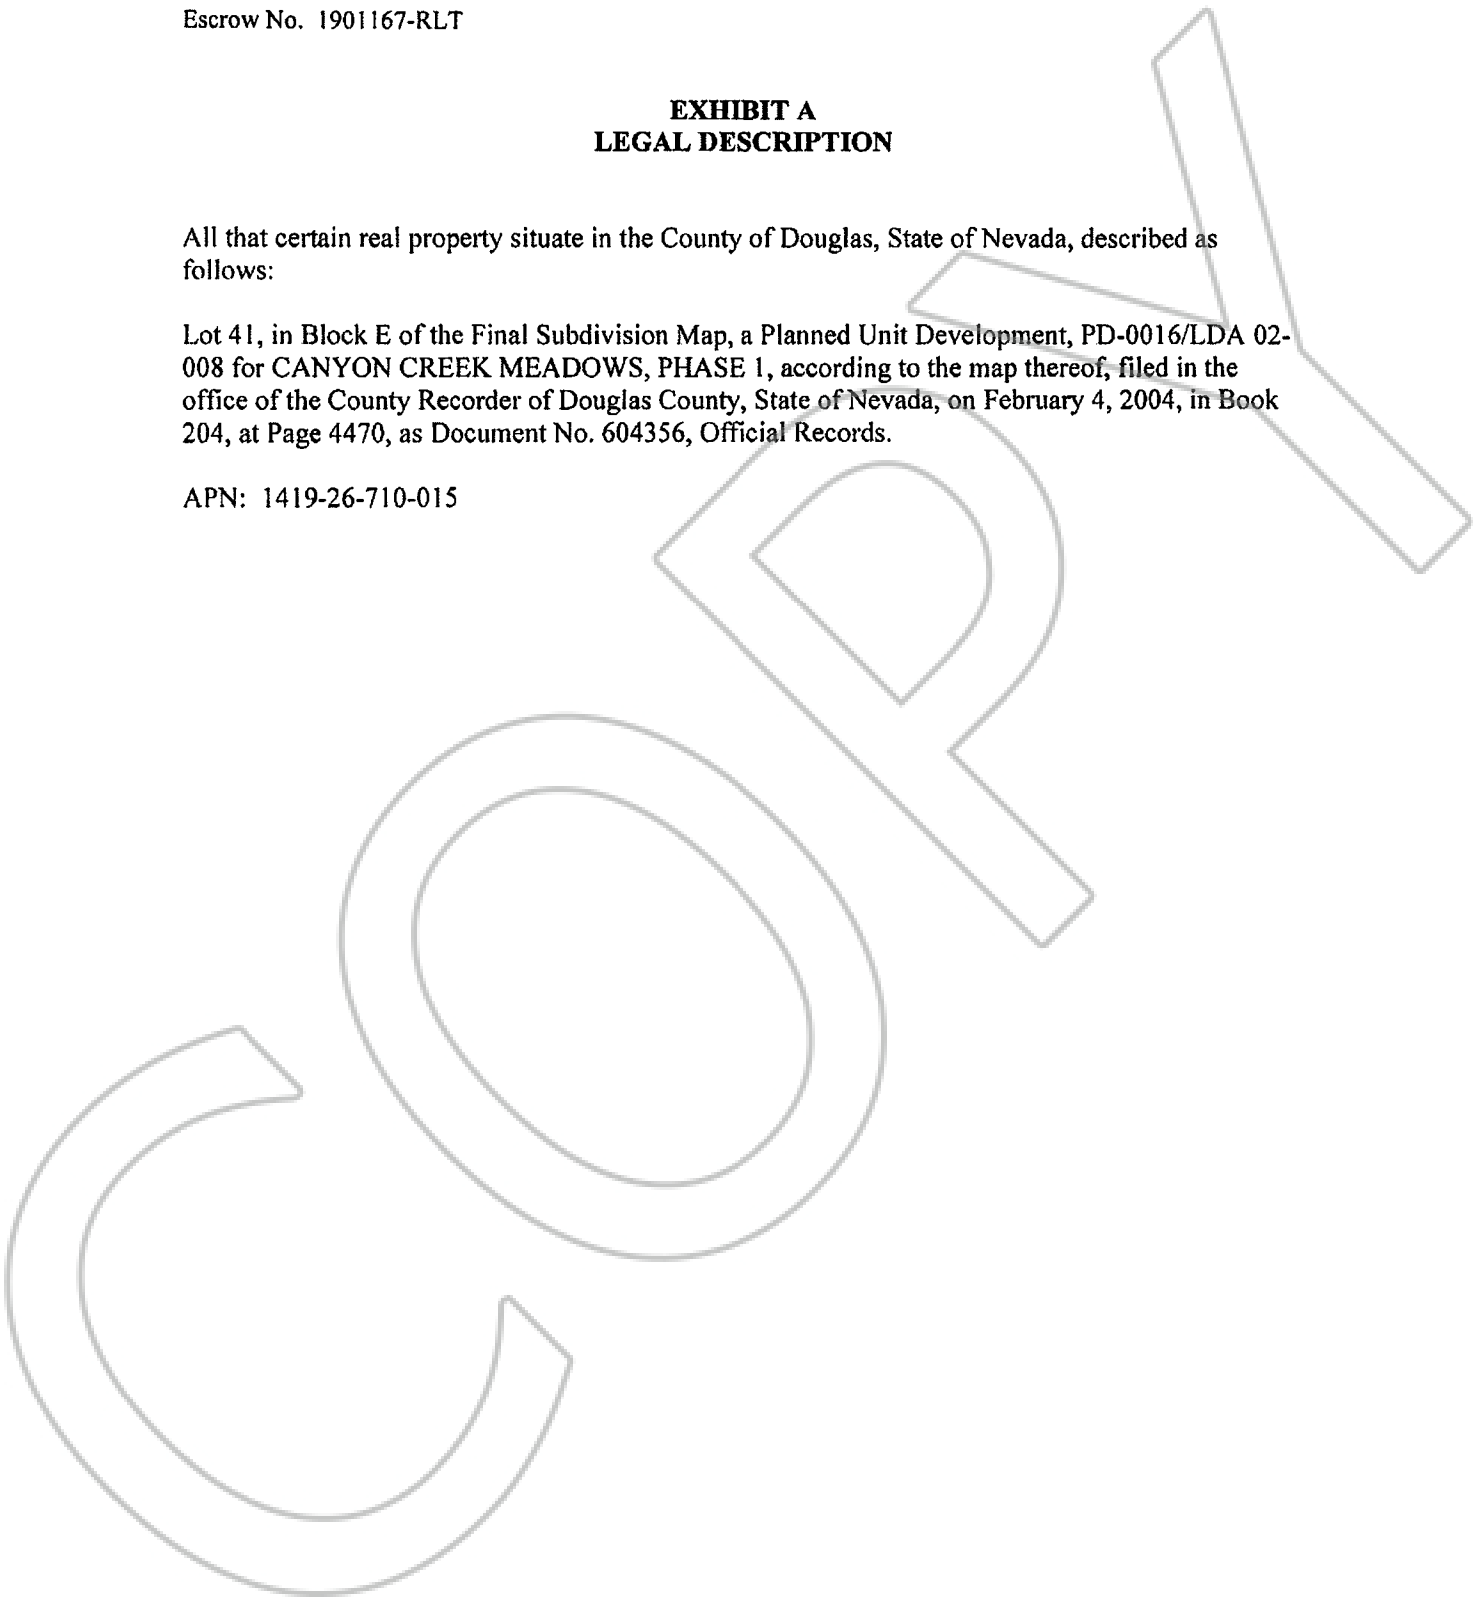 Escrow No. 1901167-RLT
EXHIBIT A
LEGAL DESCRIPTION
All that certain real property situate in the County of Douglas, State of Nevada, described as
follows:
Lot 41, in Block E of the Final Subdivision Map, a Planned Unit Development, PD-0016/LDA 02-
008 for CANYON CREEK MEADOWS, PHASE 1, according to the map thereof, filed in the
office of the County Recorder of Douglas County, State of Nevada, on February 4, 2004, in Book
204, at Page 4470, as Document No. 604356, Official Records.
APN: 1419-26-710-015
COPY